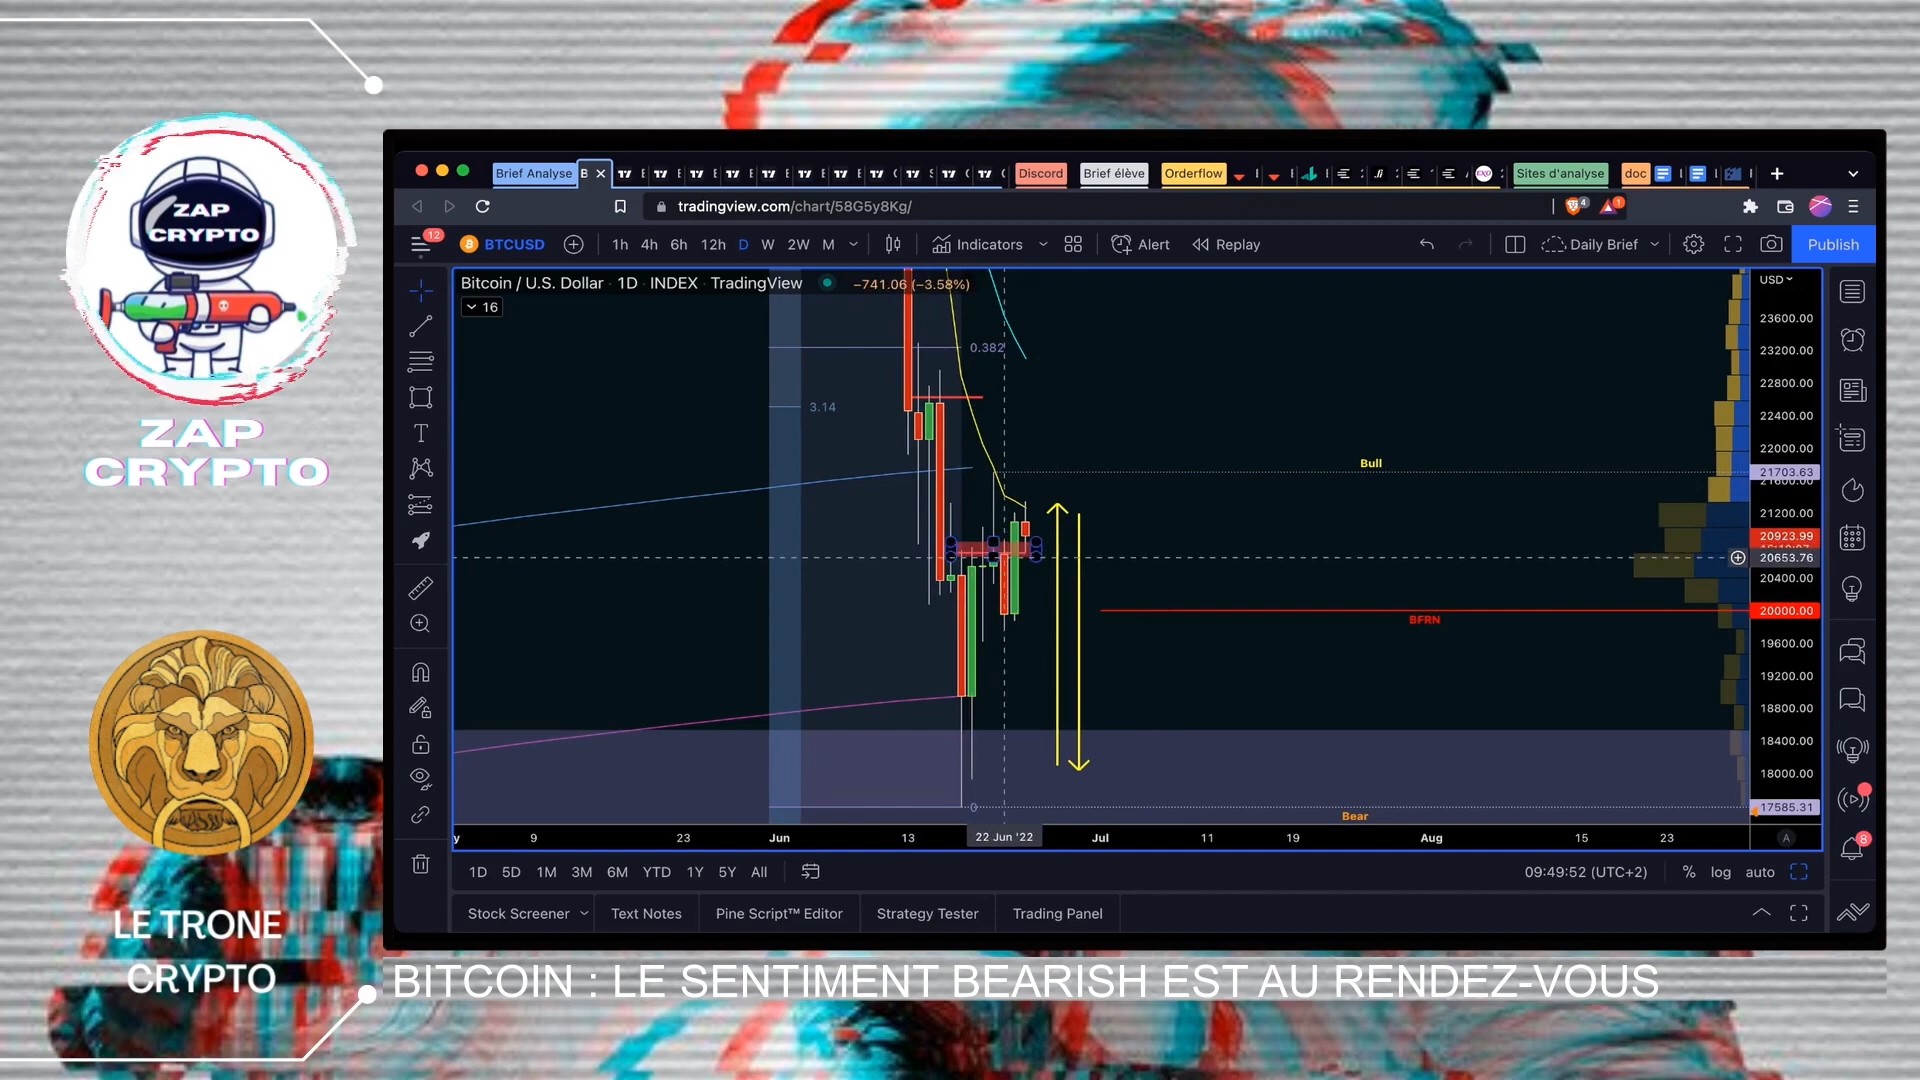 ZAP
CRYPTO
ZAP
CRYPTO
LE TRONE
CRYPTO
Brief Analyse
B
Discord
Brief élève
Orderflow
EXO
Sites d'analyse
doc
tradingview.com/chart/58G5y8Kg/
4
1
12
BTCUSD
1h 4h 6h 12h D W 2W M
Indicators
Alert
Replay
Daily Brief
Publish
Bitcoin / U.S. Dollar · 1D · INDEX · TradingView
−741.06 (−3.58%)
16
0.382
3.14
Bull
BFRN
0
Bear
USD
23600.00
23200.00
22800.00
22400.00
22000.00
21703.63
21600.00
21200.00
20923.99
20653.76
20400.00
20000.00
19600.00
19200.00
18800.00
18400.00
18000.00
17585.31
y 9 23 Jun 13 22 Jun '22 Jul 11 19 Aug 15 23 A
8
1D 5D 1M 3M 6M YTD 1Y 5Y All
09:49:52 (UTC+2) % log auto
Stock Screener Text Notes Pine Script™ Editor Strategy Tester Trading Panel
BITCOIN : LE SENTIMENT BEARISH EST AU RENDEZ-VOUS